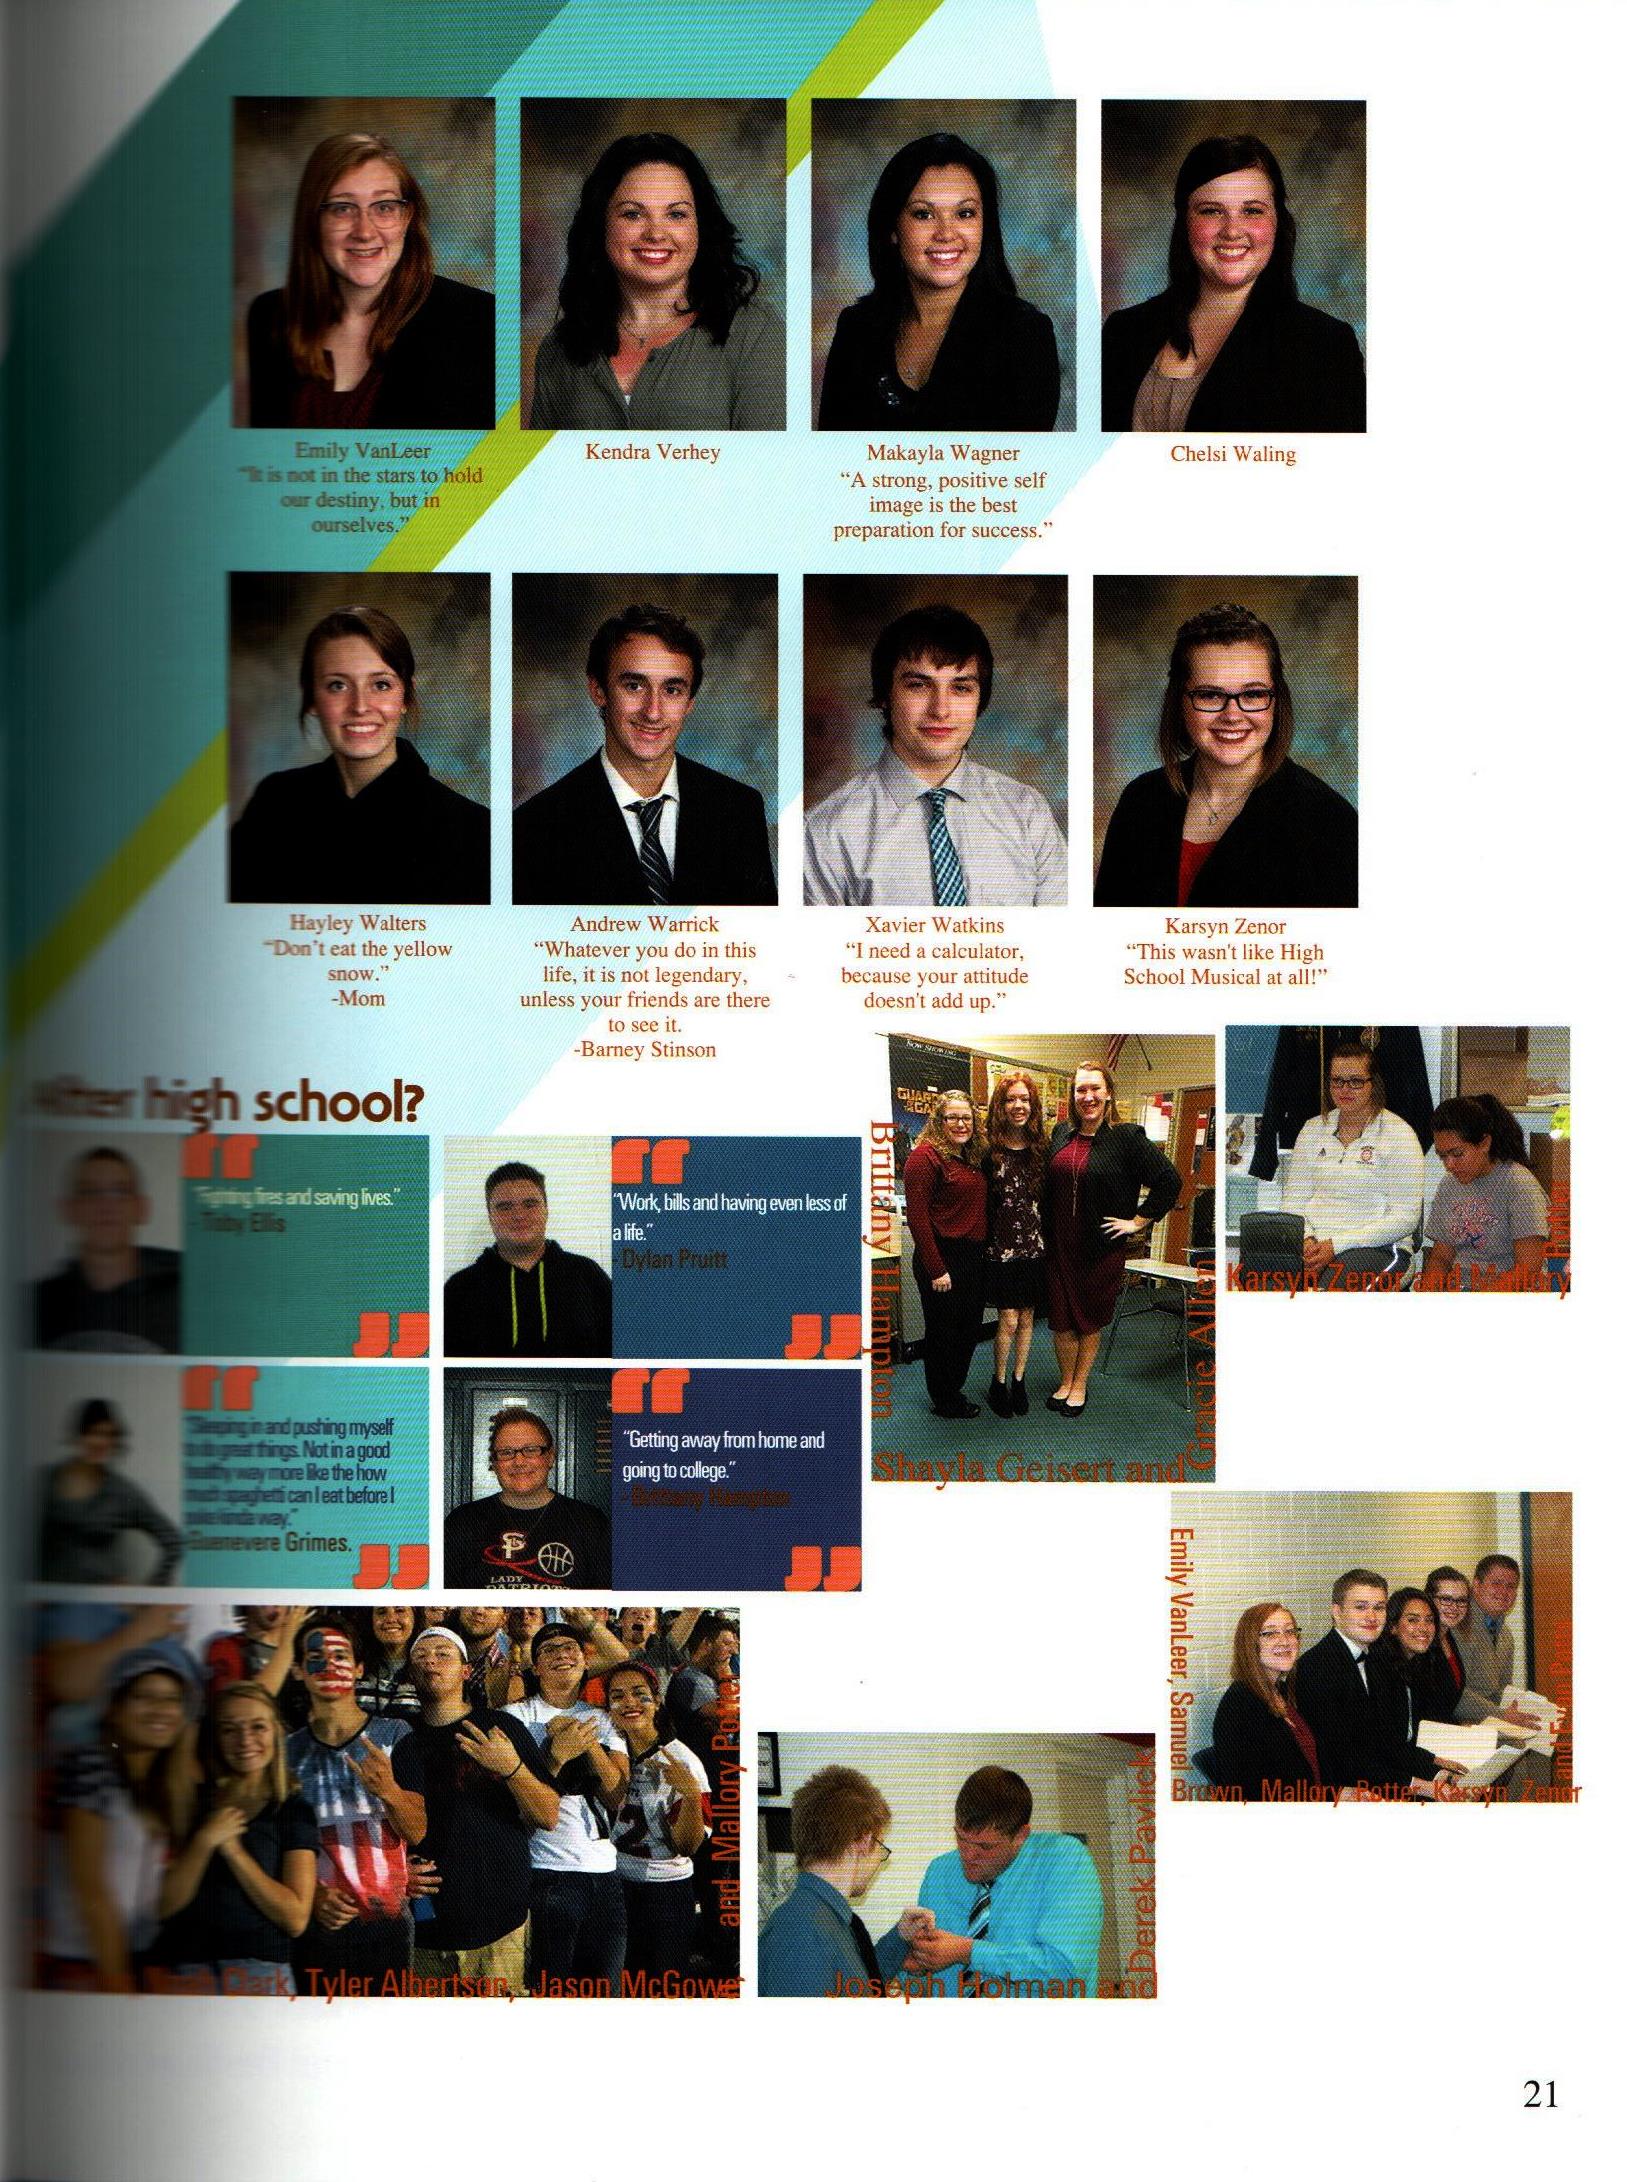 Emily VanLeer
“It is not in the stars to hold
our destiny, but in
ourselves.”
Kendra Verhey
Makayla Wagner
“A strong, positive self
image is the best
preparation for success.”
Chelsi Waling
Hayley Walters
“Don’t eat the yellow
snow.”
-Mom
Andrew Warrick
“Whatever you do in this
life, it is not legendary,
unless your friends are there
to see it.
-Barney Stinson
Xavier Watkins
“I need a calculator,
because your attitude
doesn't add up.”
Karsyn Zenor
“This wasn't like High
School Musical at all!”
After high school?
“Fighting fires and saving lives.”
- Toby Ellis
“Work, bills and having even less of
a life.”
- Dylan Pruitt
“Sleeping in and pushing myself
to do great things. Not in a good
healthy way more like the how
much spaghetti can I eat before I
puke kinda way.”
Guenevere Grimes.
“Getting away from home and
going to college.”
- Brittany Hampton
SP
LADY
PATRIOTS
NOW SHOWING
Brittany Hampton
Shayla Geisert and
Gracie Allen
Karsyn Zenor and Mallory
Emily VanLeer, Samuel
Brown, Mallory Potter, Karsyn Zenor
Clark, Tyler Albertson, Jason McGowe
and Mallory Potter
2
Joseph Holman and
Derek Pavlick
21